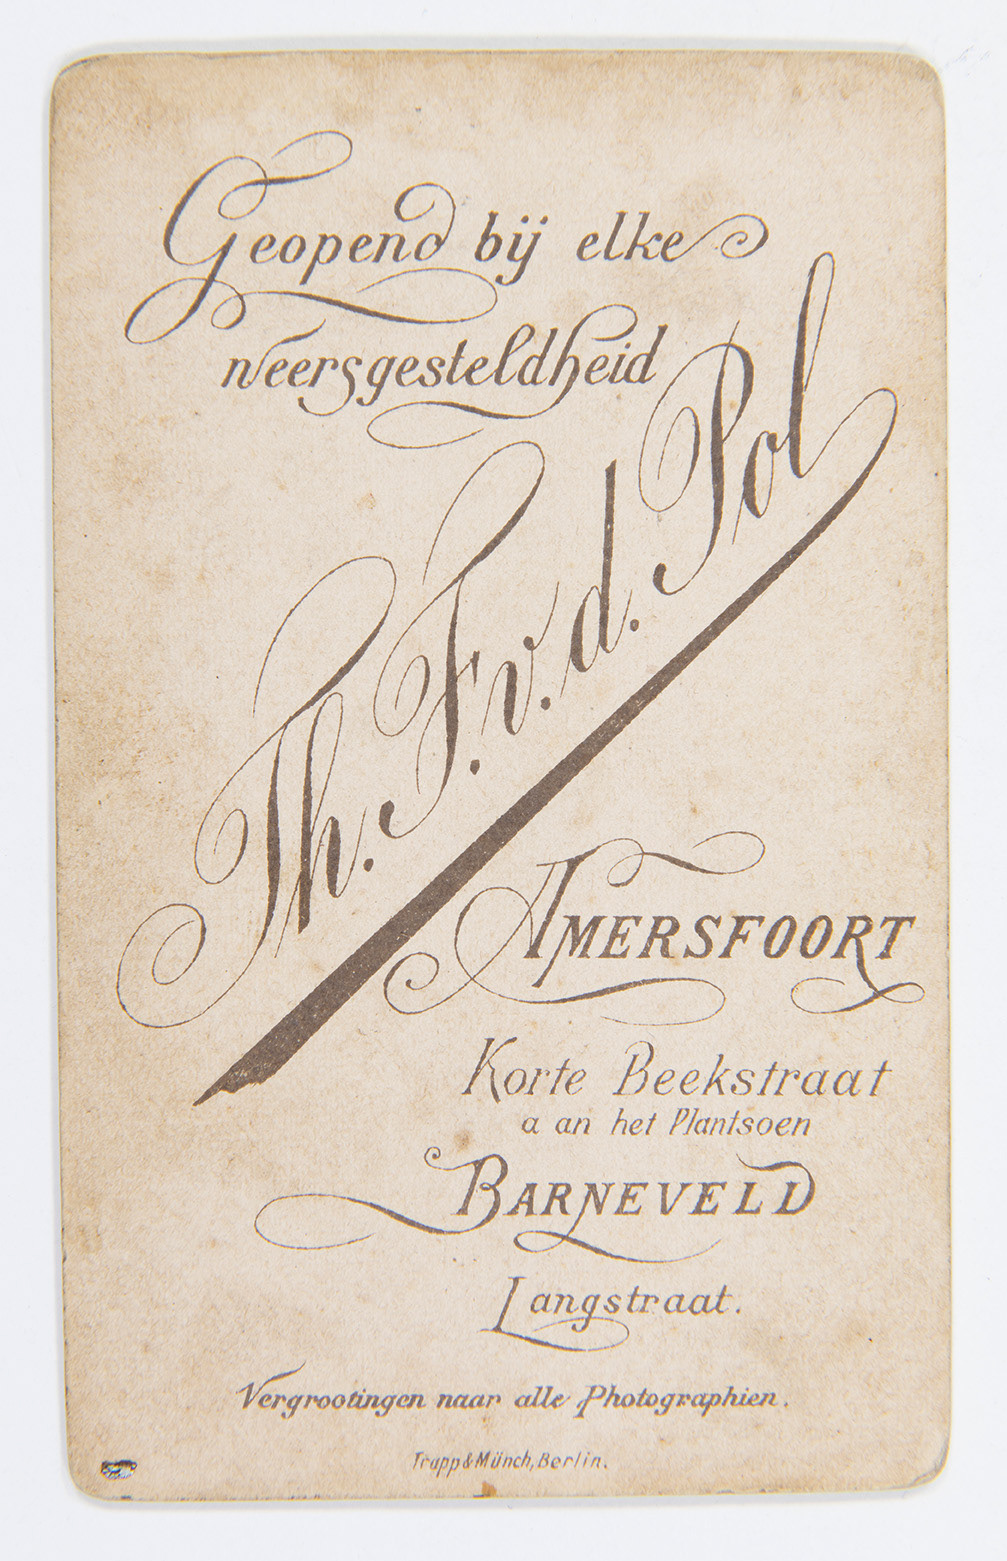 Geopend bij elke
weersgesteldheid
Th. F. v. d. Pol
AMERSFOORT
Korte Beekstraat
a an het Plantsoen
BARNEVELD
Langstraat.
Vergrootingen naar alle Photographien.
Trapp & Münch, Berlin.